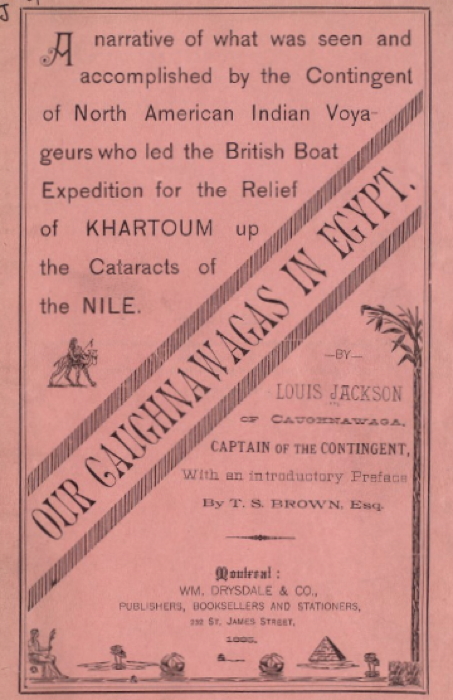 A narrative of what was seen and
accomplished by the Contingent
of North American Indian Voya-
geurs who led the British Boat
Expedition for the Relief
of KHARTOUM up
the Cataracts of
the NILE.
OUR CAUGHNAWAGAS IN EGYPT.
—BY—
LOUIS JACKSON
OF CAUGHNAWAGA,
CAPTAIN OF THE CONTINGENT,
With an introductory Preface
By T. S. BROWN, Esq.
Montreal:
WM. DRYSDALE & CO.,
PUBLISHERS, BOOKSELLERS AND STATIONERS,
232 ST. JAMES STREET,
1885.